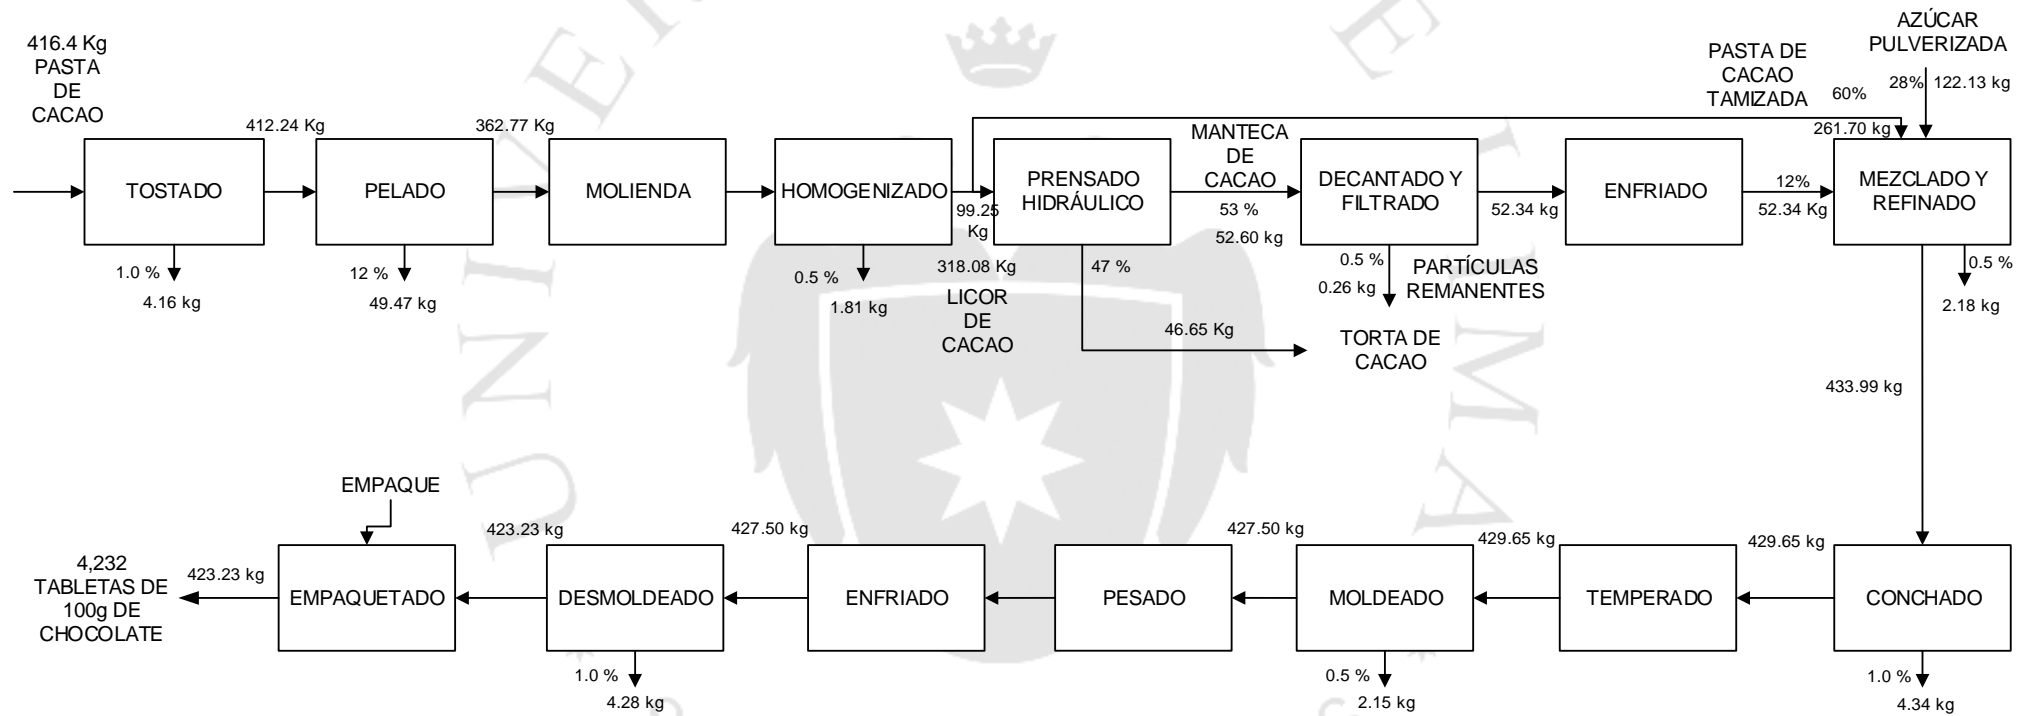 416.4 Kg
PASTA
DE
CACAO
412.24 Kg
362.77 Kg
TOSTADO
PELADO
MOLIENDA
HOMOGENIZADO
1.0 %
4.16 kg
12 %
49.47 kg
0.5 %
1.81 kg
99.25
Kg
318.08 Kg
LICOR
DE
CACAO
PRENSADO
HIDRÁULICO
47 %
46.65 Kg
TORTA DE
CACAO
MANTECA
DE
CACAO
53 %
52.60 kg
DECANTADO Y
FILTRADO
0.5 %
0.26 kg
PARTÍCULAS
REMANENTES
52.34 kg
ENFRIADO
12%
52.34 Kg
PASTA DE
CACAO
TAMIZADA
60%
261.70 kg
AZÚCAR
PULVERIZADA
28%
122.13 kg
MEZCLADO Y
REFINADO
0.5 %
2.18 kg
433.99 kg
CONCHADO
1.0 %
4.34 kg
429.65 kg
TEMPERADO
429.65 kg
MOLDEADO
0.5 %
2.15 kg
427.50 kg
PESADO
ENFRIADO
427.50 kg
DESMOLDEADO
1.0 %
4.28 kg
423.23 kg
EMPAQUE
EMPAQUETADO
423.23 kg
4,232
TABLETAS DE
100g DE
CHOCOLATE